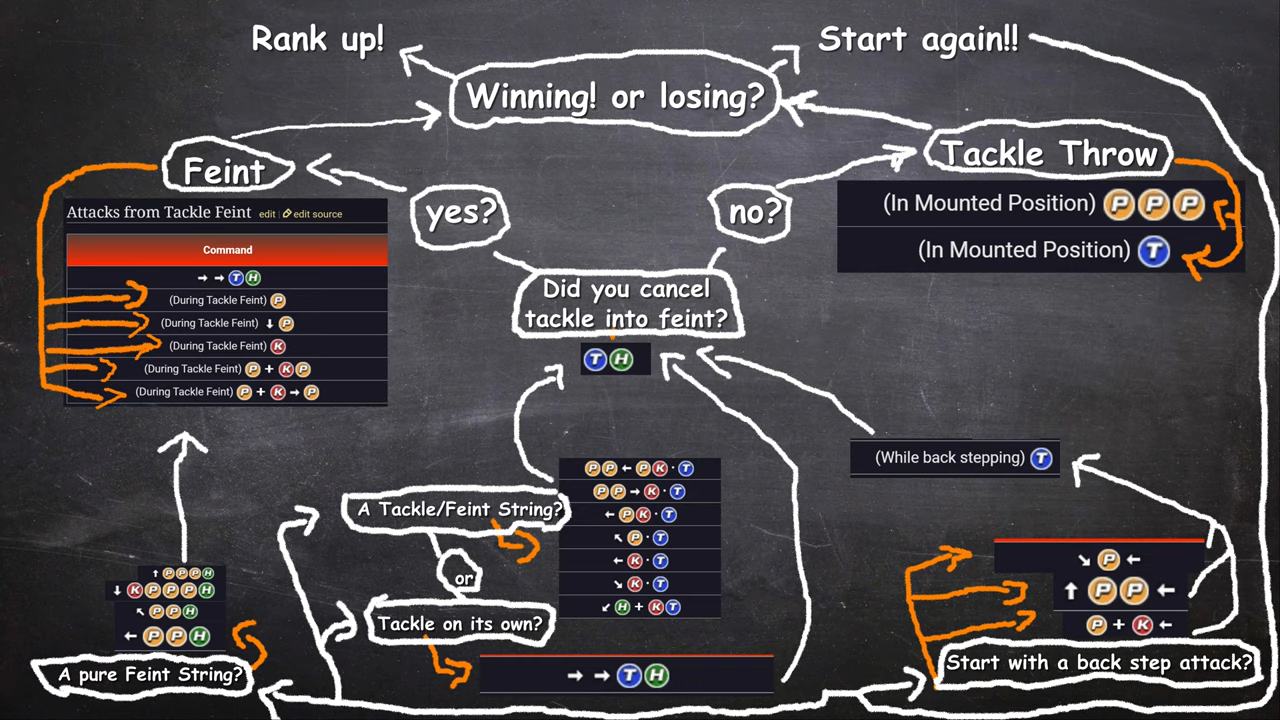 Rank up!
Start again!!
Winning! or losing?
Feint
Tackle Throw
yes?
no?
Attacks from Tackle Feint edit | edit source
Command
→ → T H
(During Tackle Feint) P
(During Tackle Feint) ↓ P
(During Tackle Feint) K
(During Tackle Feint) P + K P
(During Tackle Feint) P + K → P
(In Mounted Position) P P P
(In Mounted Position) T
Did you cancel
tackle into feint?
T H
(While back stepping) T
A Tackle/Feint String?
P P ← P K · T
P P → K · T
← P K · T
↖ P · T
← K · T
↘ K · T
↙ H + K T
or
Tackle on its own?
→ → T H
↑ P P P H
↓ K P P P H
↖ P P H
← P P H
A pure Feint String?
↘ P ←
↑ P P ←
P + K ←
Start with a back step attack?